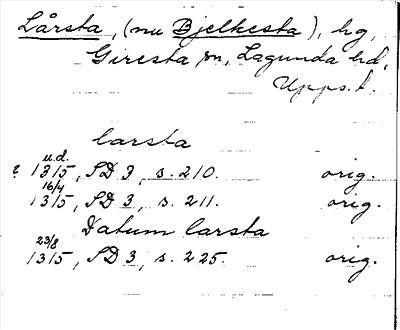 Lårsta, (nu Bjelkesta), hg,
Giresta sn, Lagunda hd,
Upps. l.
larsta
u.d.
? 1315, SD 3, s. 210. orig.
16/4
1315, SD 3, s. 211. orig.
Datum larsta
23/8
1315, SD 3, s. 225. orig.